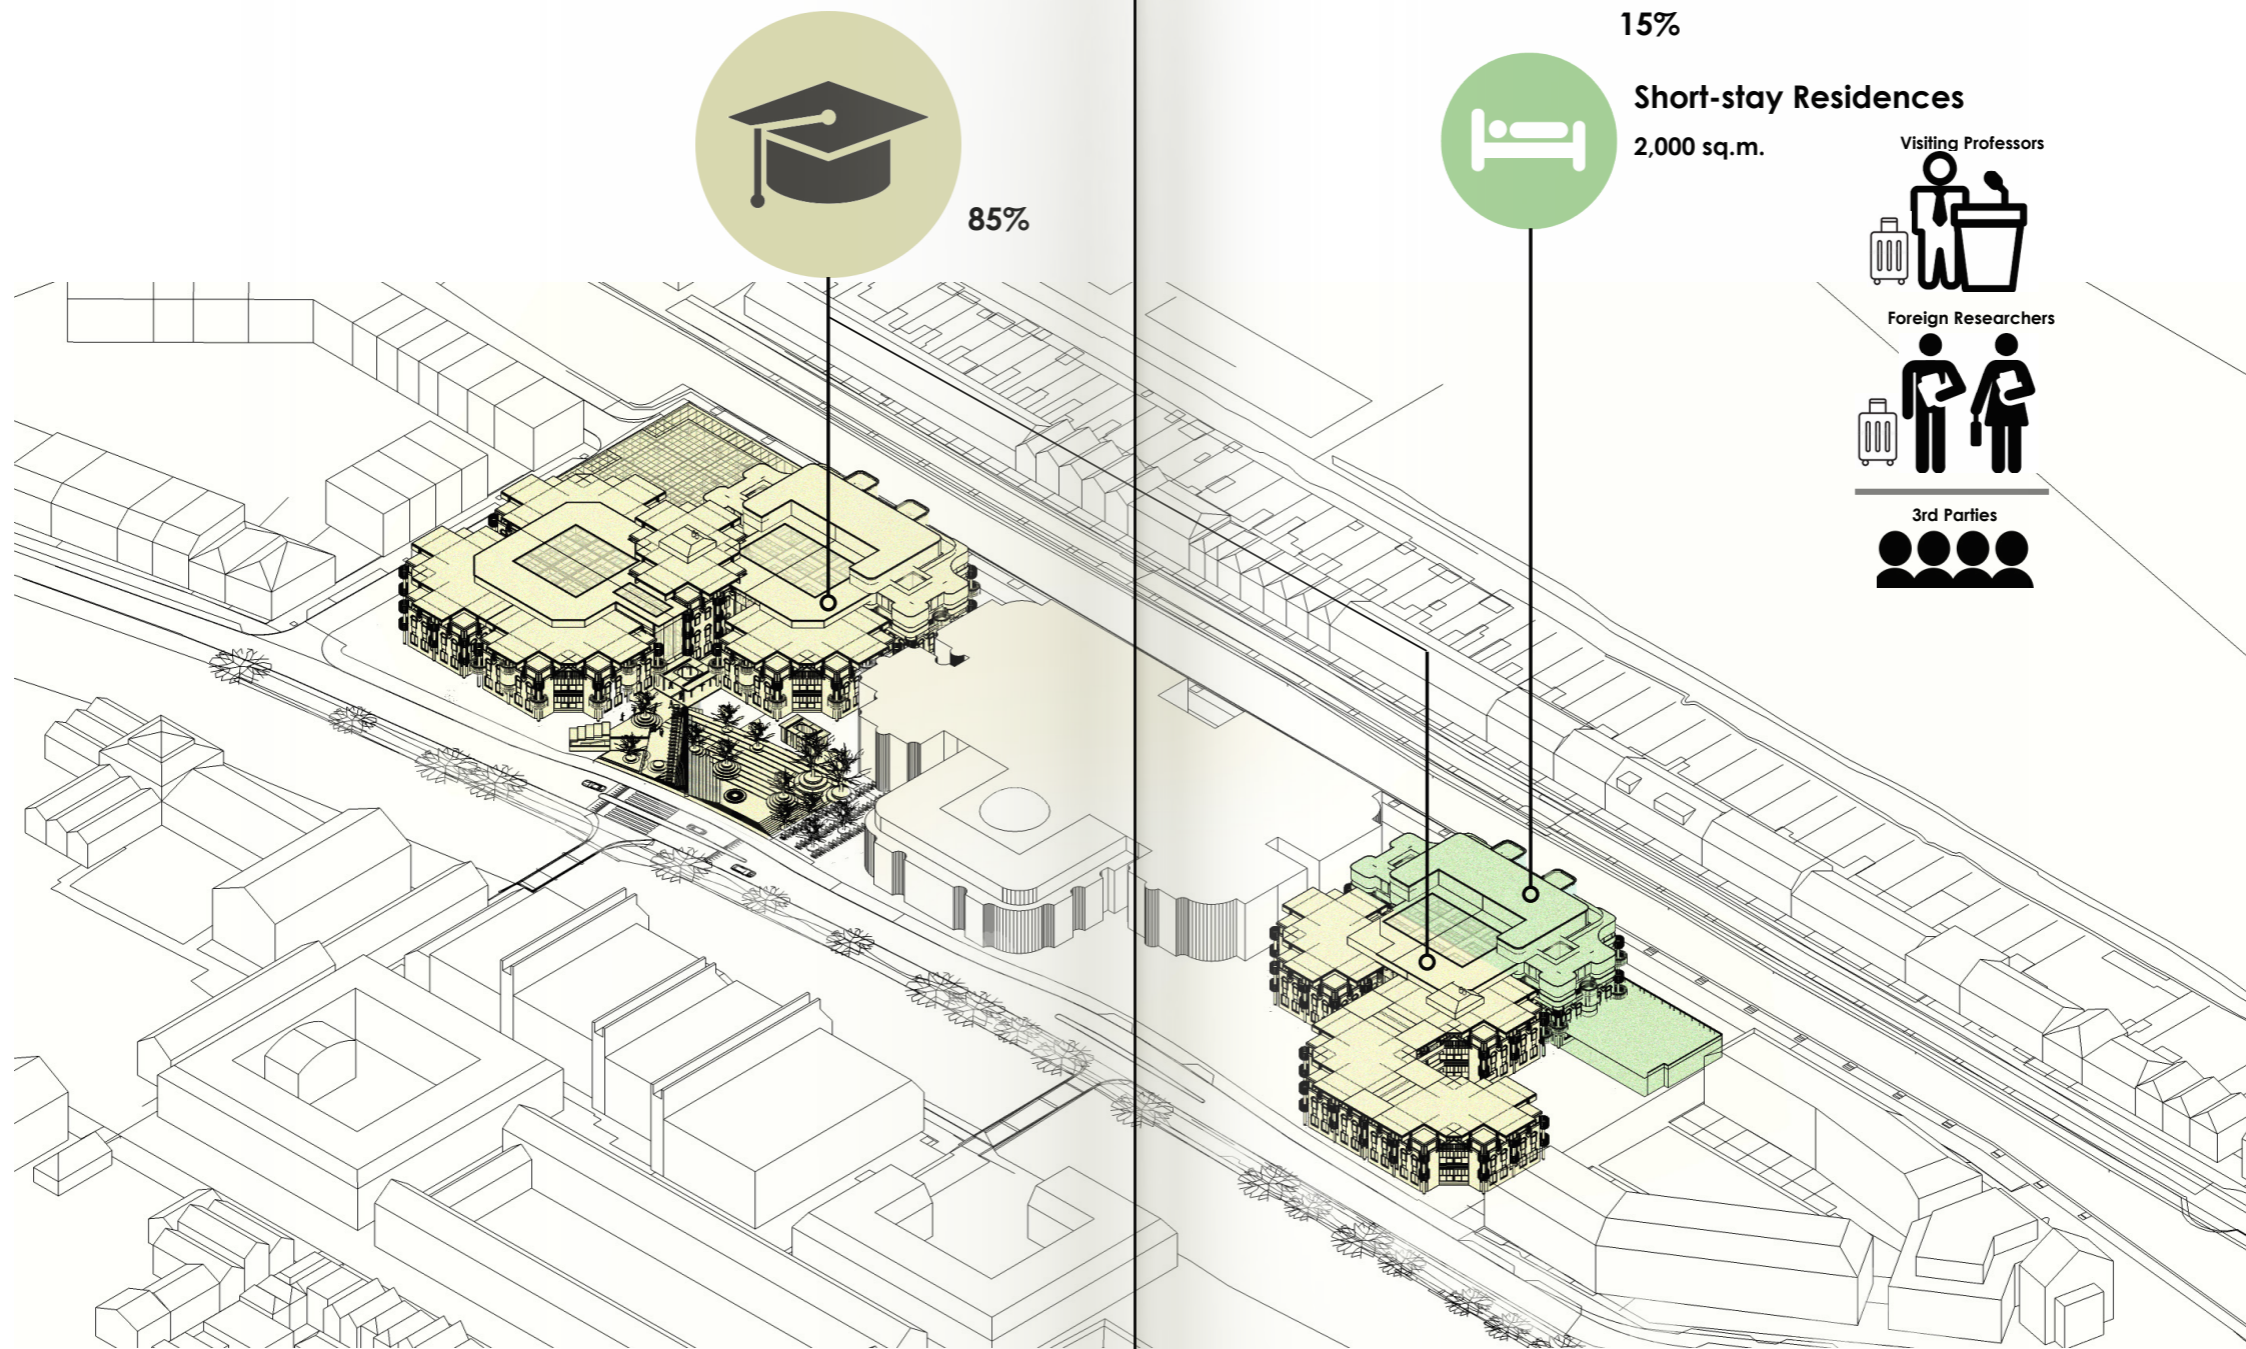 85%
15%
Short-stay Residences
2,000 sq.m.
Visiting Professors
Foreign Researchers
3rd Parties